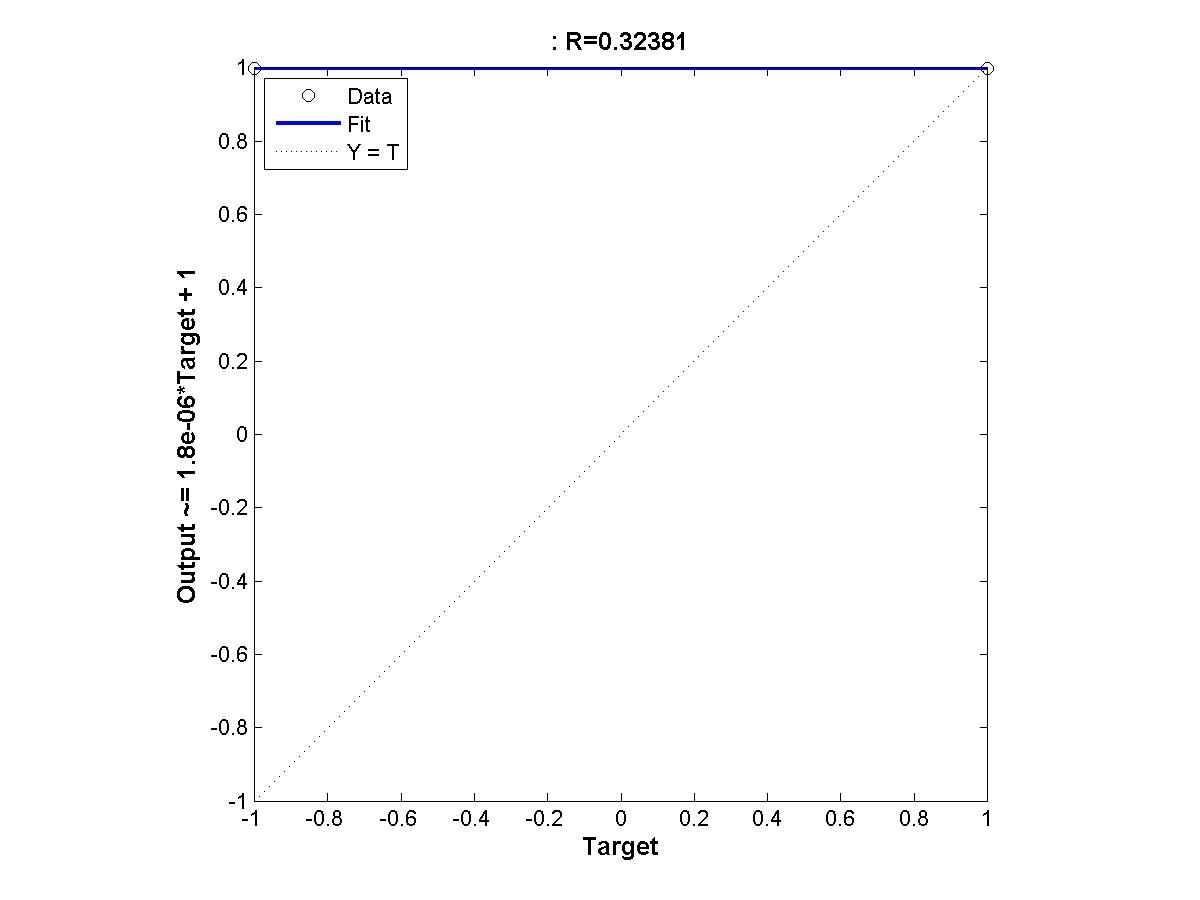 : R=0.32381
Data
Fit
Y = T
Output ~= 1.8e-06*Target + 1
1
0.8
0.6
0.4
0.2
0
-0.2
-0.4
-0.6
-0.8
-1
-1 -0.8 -0.6 -0.4 -0.2 0 0.2 0.4 0.6 0.8 1
Target